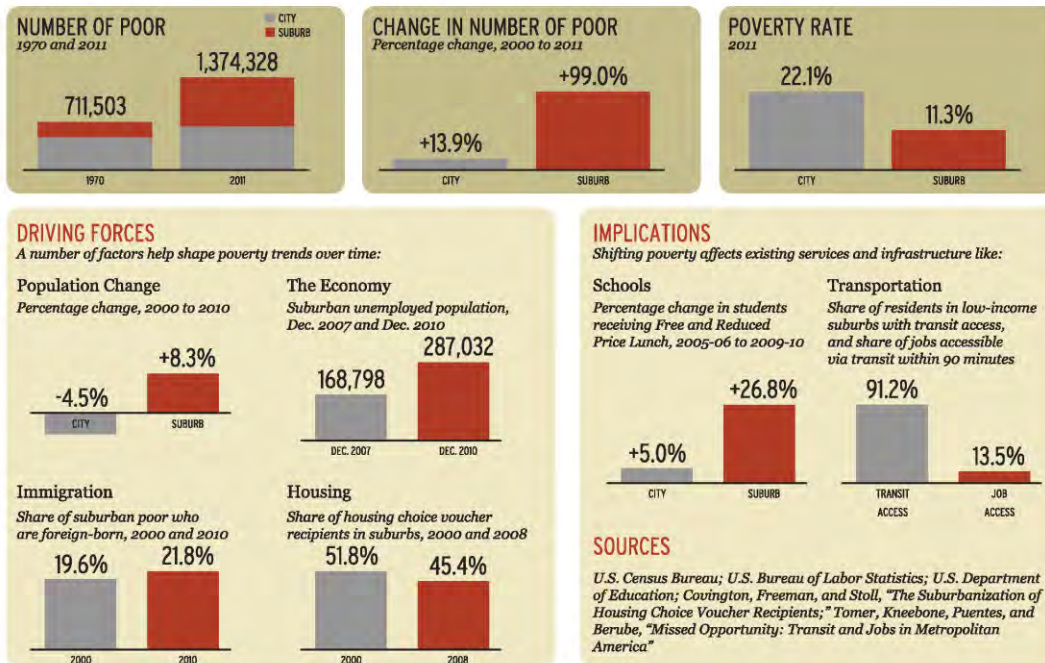 NUMBER OF POOR
1970 and 2011
CITY
SUBURB
711,503
1,374,328
1970
2011
CHANGE IN NUMBER OF POOR
Percentage change, 2000 to 2011
+13.9%
+99.0%
CITY
SUBURB
POVERTY RATE
2011
22.1%
11.3%
CITY
SUBURB
DRIVING FORCES
A number of factors help shape poverty trends over time:
Population Change
Percentage change, 2000 to 2010
-4.5%
+8.3%
CITY
SUBURB
The Economy
Suburban unemployed population,
Dec. 2007 and Dec. 2010
168,798
287,032
DEC. 2007
DEC. 2010
Immigration
Share of suburban poor who
are foreign-born, 2000 and 2010
19.6%
21.8%
2000
2010
Housing
Share of housing choice voucher
recipients in suburbs, 2000 and 2008
51.8%
45.4%
2000
2008
IMPLICATIONS
Shifting poverty affects existing services and infrastructure like:
Schools
Percentage change in students
receiving Free and Reduced
Price Lunch, 2005-06 to 2009-10
+5.0%
+26.8%
CITY
SUBURB
Transportation
Share of residents in low-income
suburbs with transit access,
and share of jobs accessible
via transit within 90 minutes
91.2%
13.5%
TRANSIT
ACCESS
JOB
ACCESS
SOURCES
U.S. Census Bureau; U.S. Bureau of Labor Statistics; U.S. Department
of Education; Covington, Freeman, and Stoll, “The Suburbanization of
Housing Choice Voucher Recipients;” Tomer, Kneebone, Puentes, and
Berube, “Missed Opportunity: Transit and Jobs in Metropolitan
America”